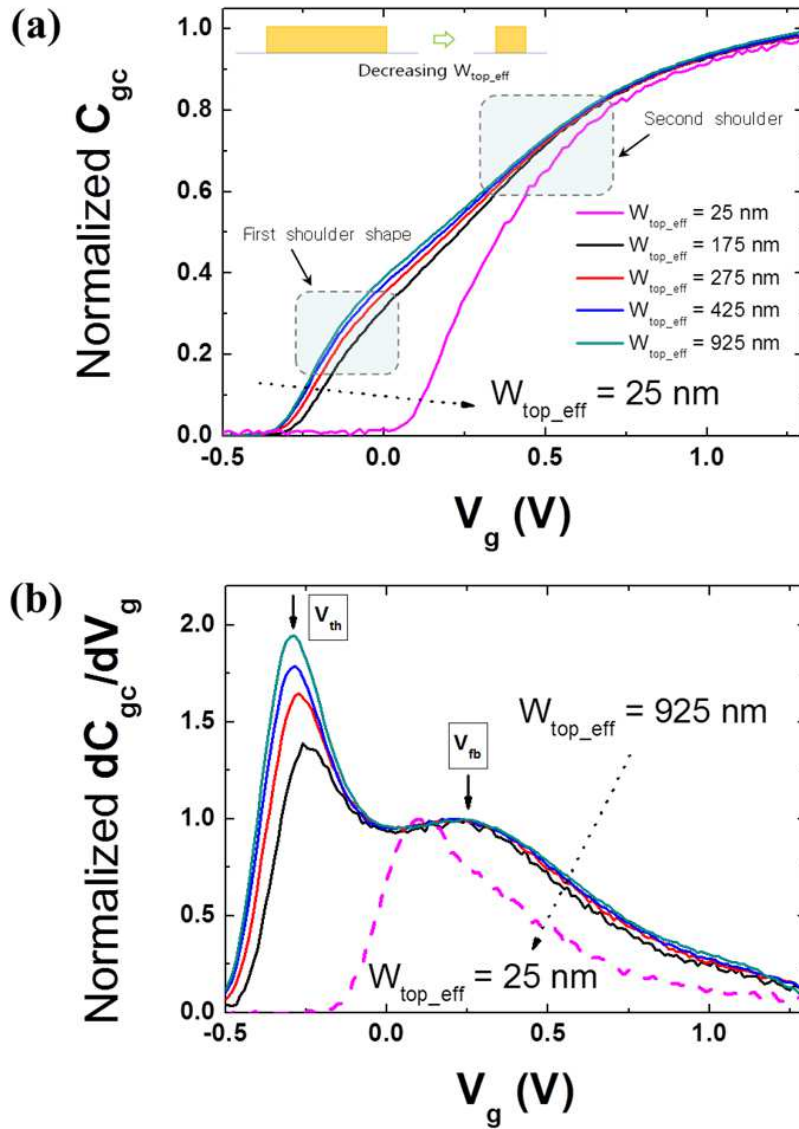 (a)
Normalized C_gc
1.0
0.8
0.6
0.4
0.2
0.0
Decreasing W_top_eff
Second shoulder
First shoulder shape
W_top_eff = 25 nm
W_top_eff = 175 nm
W_top_eff = 275 nm
W_top_eff = 425 nm
W_top_eff = 925 nm
W_top_eff = 25 nm
-0.5 0.0 0.5 1.0
V_g (V)
(b)
Normalized dC_gc/dV_g
2.0
1.5
1.0
0.5
0.0
V_th
V_fb
W_top_eff = 925 nm
W_top_eff = 25 nm
-0.5 0.0 0.5 1.0
V_g (V)